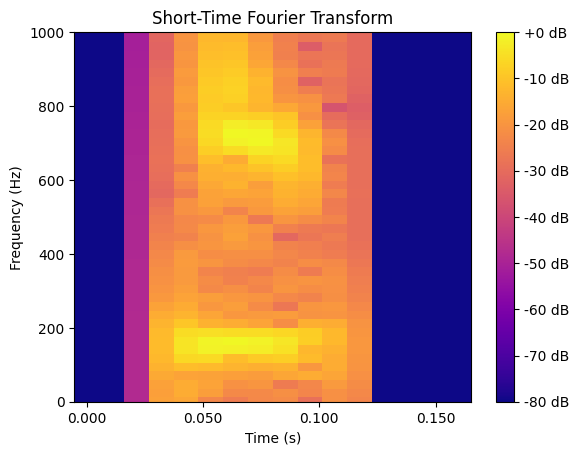 Short-Time Fourier Transform
1000
800
600
400
200
0
Frequency (Hz)
0.000
0.050
0.100
0.150
Time (s)
+0 dB
-10 dB
-20 dB
-30 dB
-40 dB
-50 dB
-60 dB
-70 dB
-80 dB